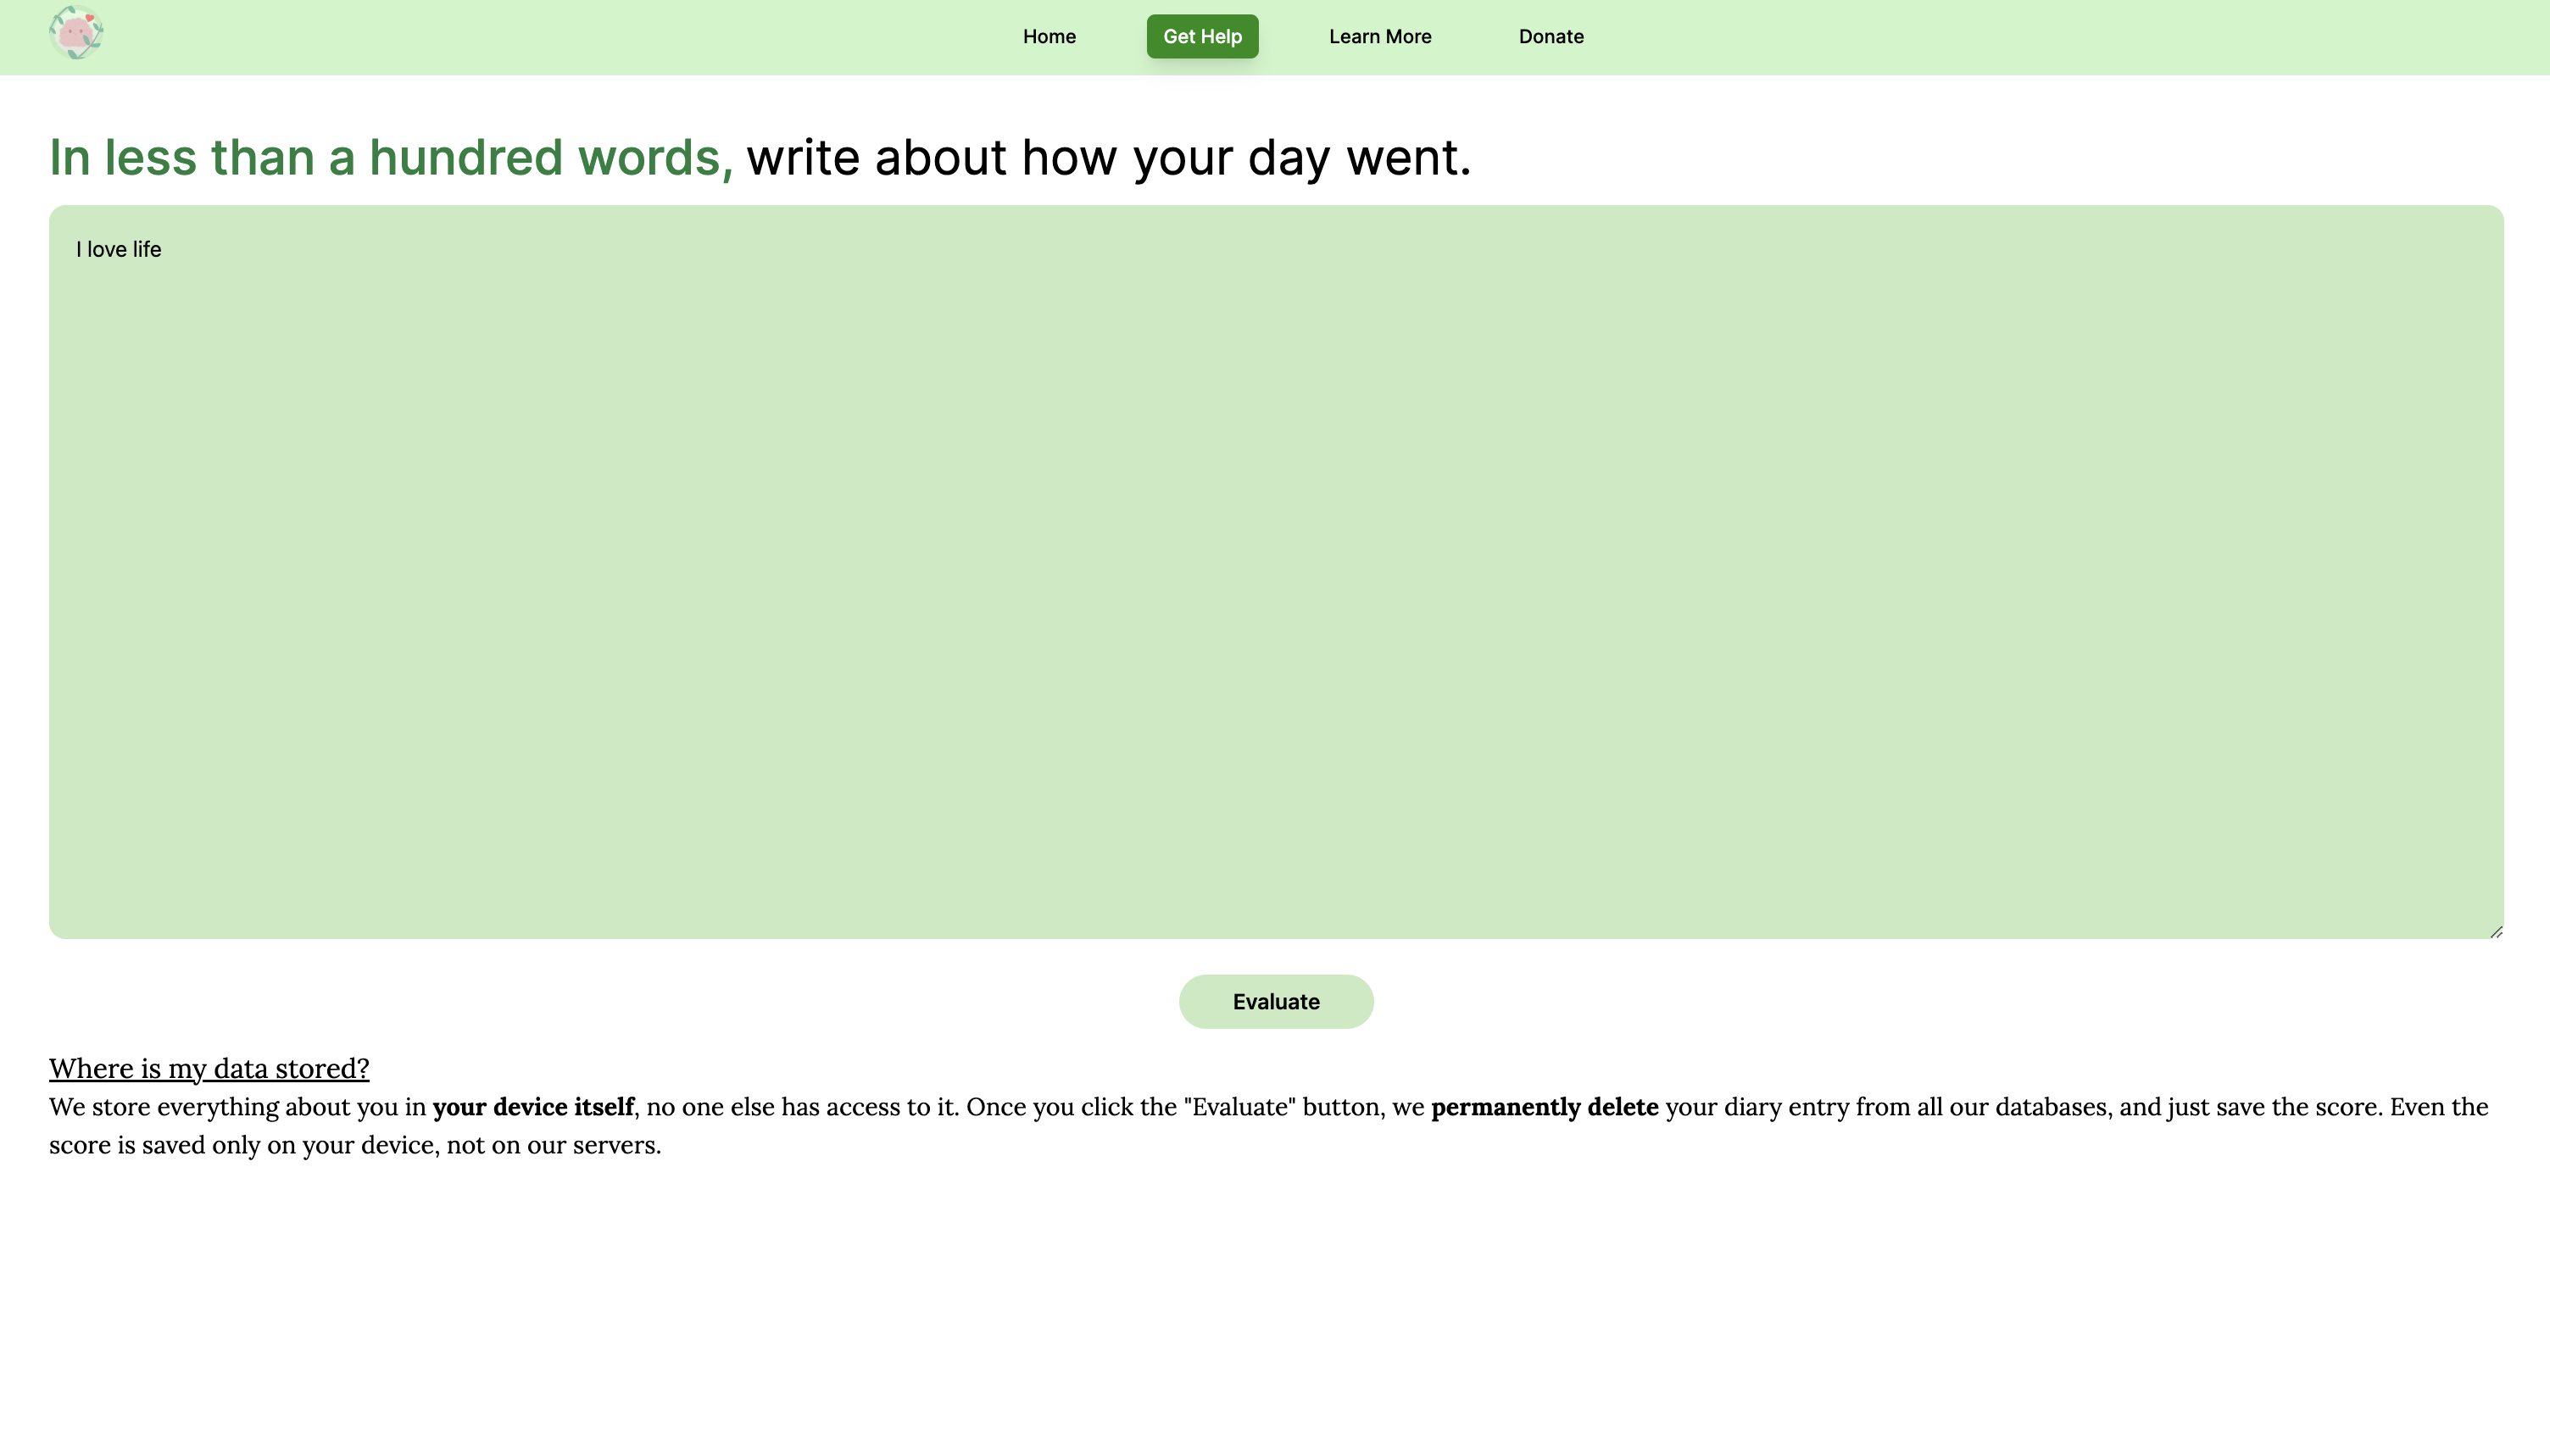 Home Get Help Learn More Donate
In less than a hundred words, write about how your day went.
I love life
Evaluate
Where is my data stored?
We store everything about you in your device itself, no one else has access to it. Once you click the "Evaluate" button, we permanently delete your diary entry from all our databases, and just save the score. Even the
score is saved only on your device, not on our servers.